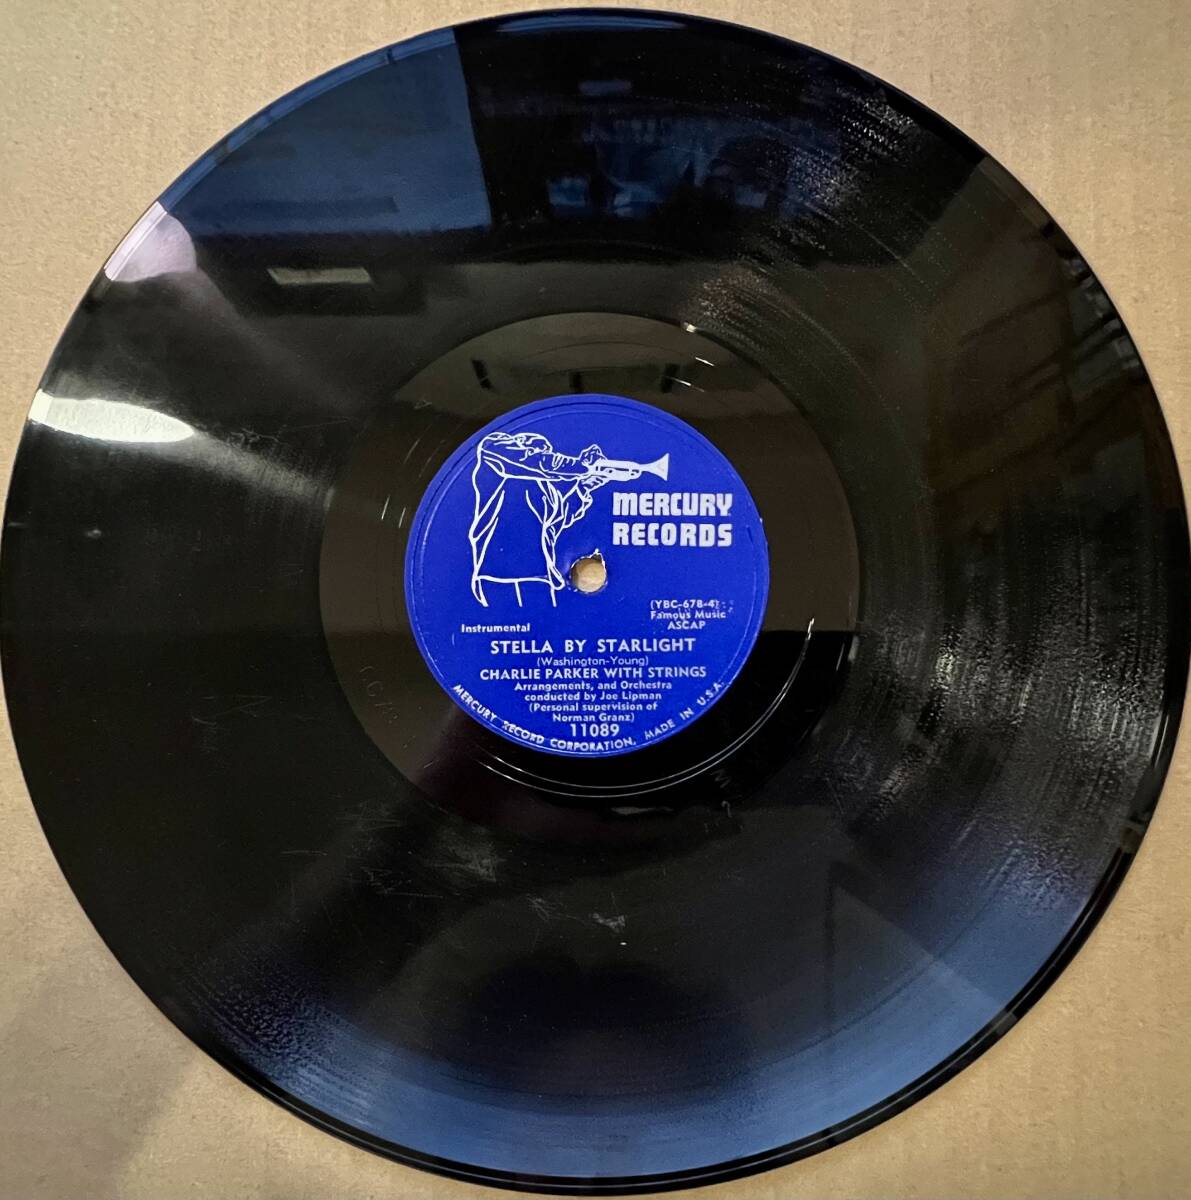 MERCURY
RECORDS
(YBC-678-4)
Famous Music
ASCAP
Instrumental
STELLA BY STARLIGHT
(Washington-Young)
CHARLIE PARKER WITH STRINGS
Arrangements, and Orchestra
conducted by Joe Lipman
(Personal supervision of
Norman Granz)
11089
MERCURY RECORD CORPORATION, MADE IN U.S.A.